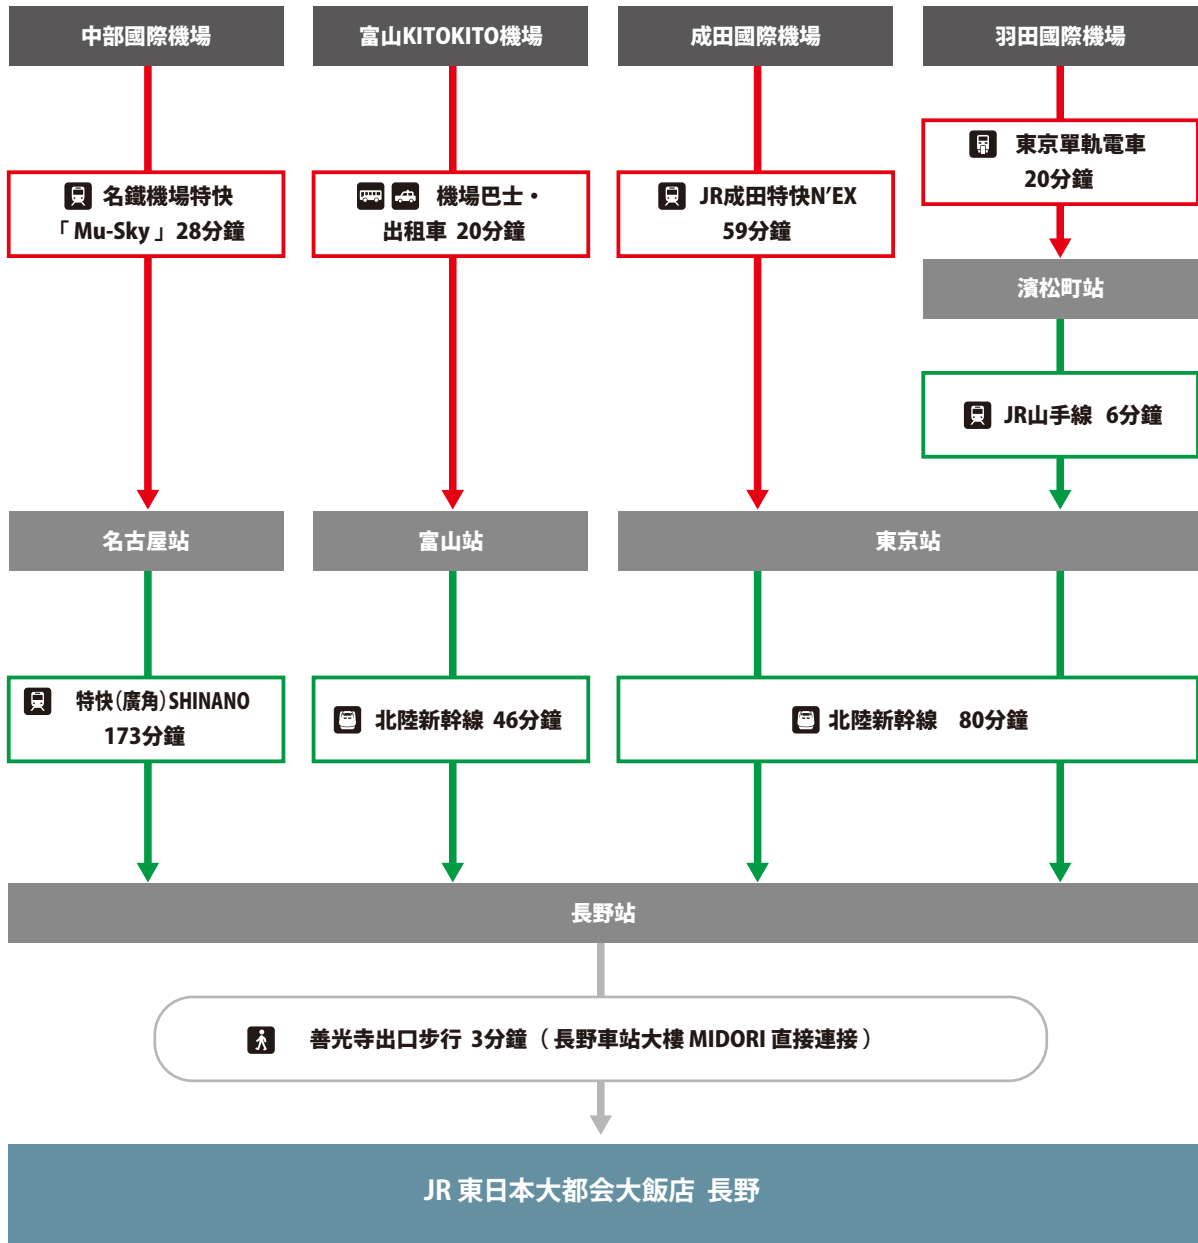 中部國際機場
富山KITOKITO機場
成田國際機場
羽田國際機場
東京單軌電車
20分鐘
名鐵機場特快
「 Mu-Sky 」 28分鐘
機場巴士・
出租車 20分鐘
JR成田特快N'EX
59分鐘
濱松町站
JR山手線 6分鐘
名古屋站
富山站
東京站
特快(廣角)SHINANO
173分鐘
北陸新幹線 46分鐘
北陸新幹線 80分鐘
長野站
善光寺出口步行 3分鐘（ 長野車站大樓 MIDORI 直接連接 ）
JR 東日本大都会大飯店 長野